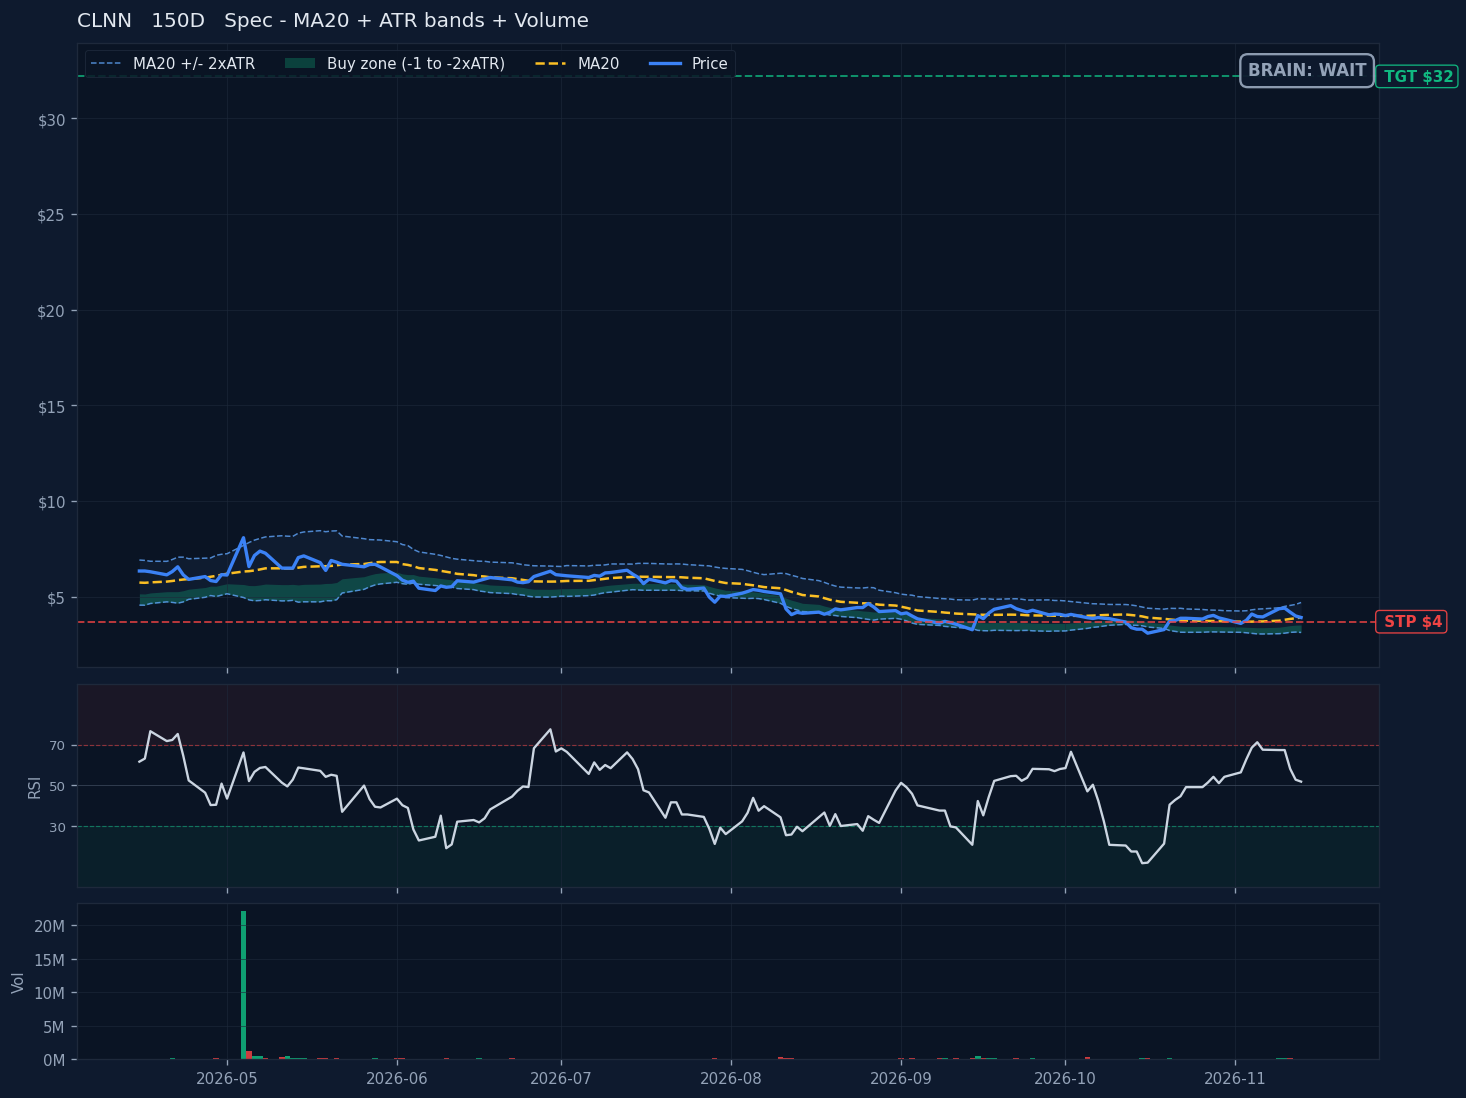 CLNN   150D   Spec - MA20 + ATR bands + Volume
MA20 +/- 2xATR
Buy zone (-1 to -2xATR)
MA20
Price
BRAIN: WAIT
TGT $32
$30
$25
$20
$15
$10
$5
STP $4
70
50
30
RSI
20M
15M
10M
5M
0M
Vol
2026-05
2026-06
2026-07
2026-08
2026-09
2026-10
2026-11